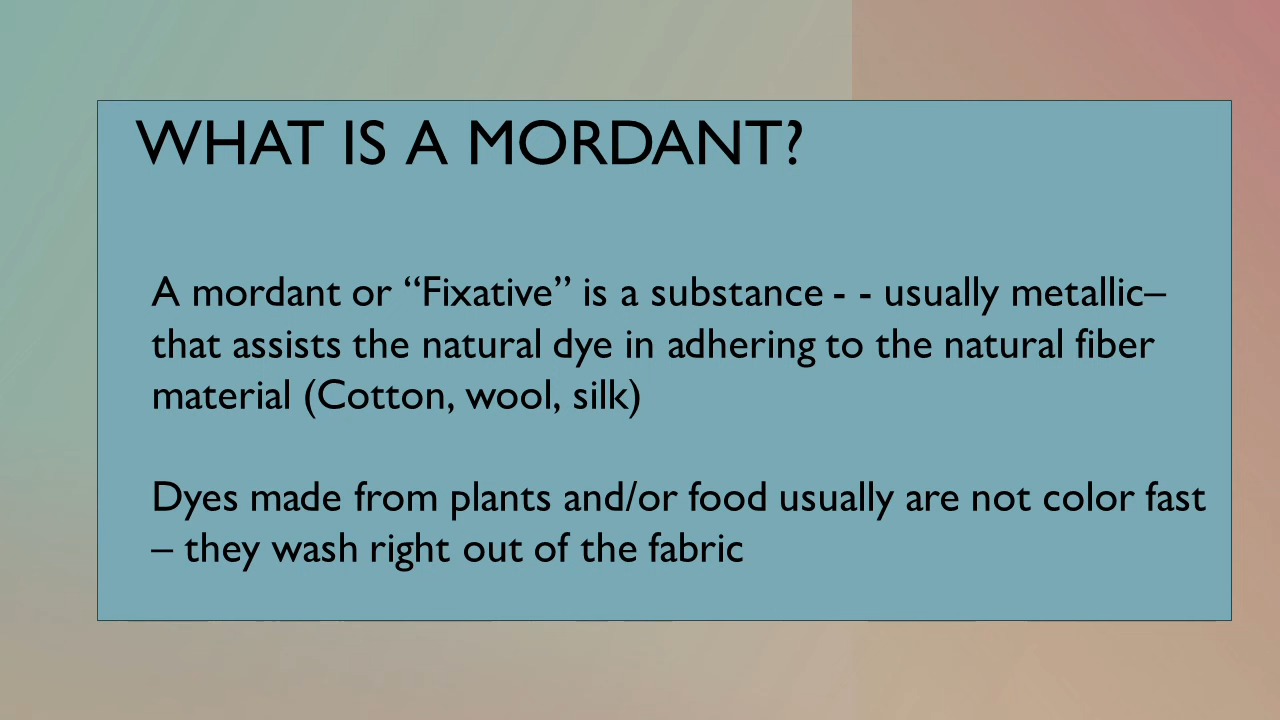 WHAT IS A MORDANT?
A mordant or “Fixative” is a substance - - usually metallic–
that assists the natural dye in adhering to the natural fiber
material (Cotton, wool, silk)
Dyes made from plants and/or food usually are not color fast
– they wash right out of the fabric